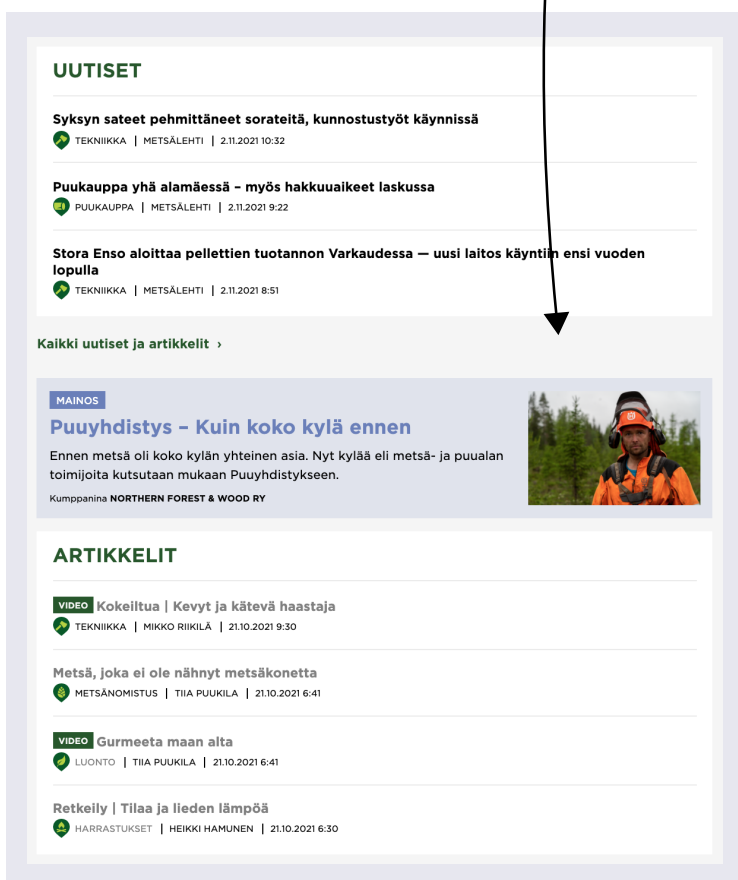 UUTISET
Syksyn sateet pehmittäneet sorateitä, kunnostustyöt käynnissä
TEKNIIKKA | METSÄLEHTI | 2.11.2021 10:32
Puukauppa yhä alamäessä – myös hakkuuaikeet laskussa
PUUKAUPPA | METSÄLEHTI | 2.11.2021 9:22
Stora Enso aloittaa pellettien tuotannon Varkaudessa — uusi laitos käyntiin ensi vuoden
lopulla
TEKNIIKKA | METSÄLEHTI | 2.11.2021 8:51
Kaikki uutiset ja artikkelit ›
MAINOS
Puuyhdistys – Kuin koko kylä ennen
Ennen metsä oli koko kylän yhteinen asia. Nyt kylää eli metsä- ja puualan
toimijoita kutsutaan mukaan Puuyhdistykseen.
Kumppanina NORTHERN FOREST & WOOD RY
ARTIKKELIT
VIDEO Kokeiltua | Kevyt ja kätevä haastaja
TEKNIIKKA | MIKKO RIIKILÄ | 21.10.2021 9:30
Metsä, joka ei ole nähnyt metsäkonetta
METSÄNOMISTUS | TIIA PUUKILA | 21.10.2021 6:41
VIDEO Gurmeeta maan alta
LUONTO | TIIA PUUKILA | 21.10.2021 6:41
Retkeily | Tilaa ja lieden lämpöä
HARRASTUKSET | HEIKKI HAMUNEN | 21.10.2021 6:30